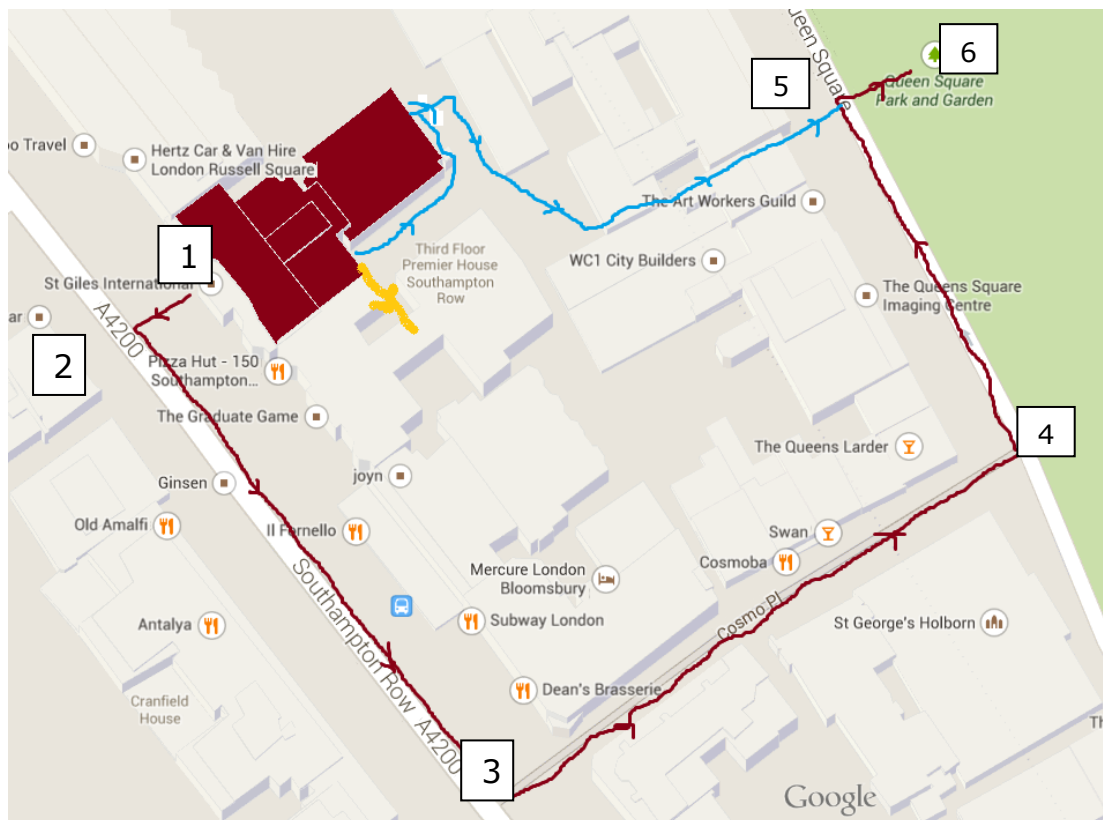 Queen Square
5
6
Queen Square
Park and Garden
oo Travel
Hertz Car & Van Hire
London Russell Square
The Art Workers Guild
1
Third Floor
Premier House
Southampton
Row
WC1 City Builders
St Giles International
The Queens Square
Imaging Centre
ar
A4200
2
Pizza Hut - 150
Southampton...
The Graduate Game
4
The Queens Larder
joyn
Ginsen
Old Amalfi
Il Fornello
Swan
Cosmoba
Mercure London
Bloomsbury
Southampton Row
Cosmo Pl
Antalya
Subway London
St George's Holborn
Dean's Brasserie
Cranfield
House
A4200
Th
3
Google